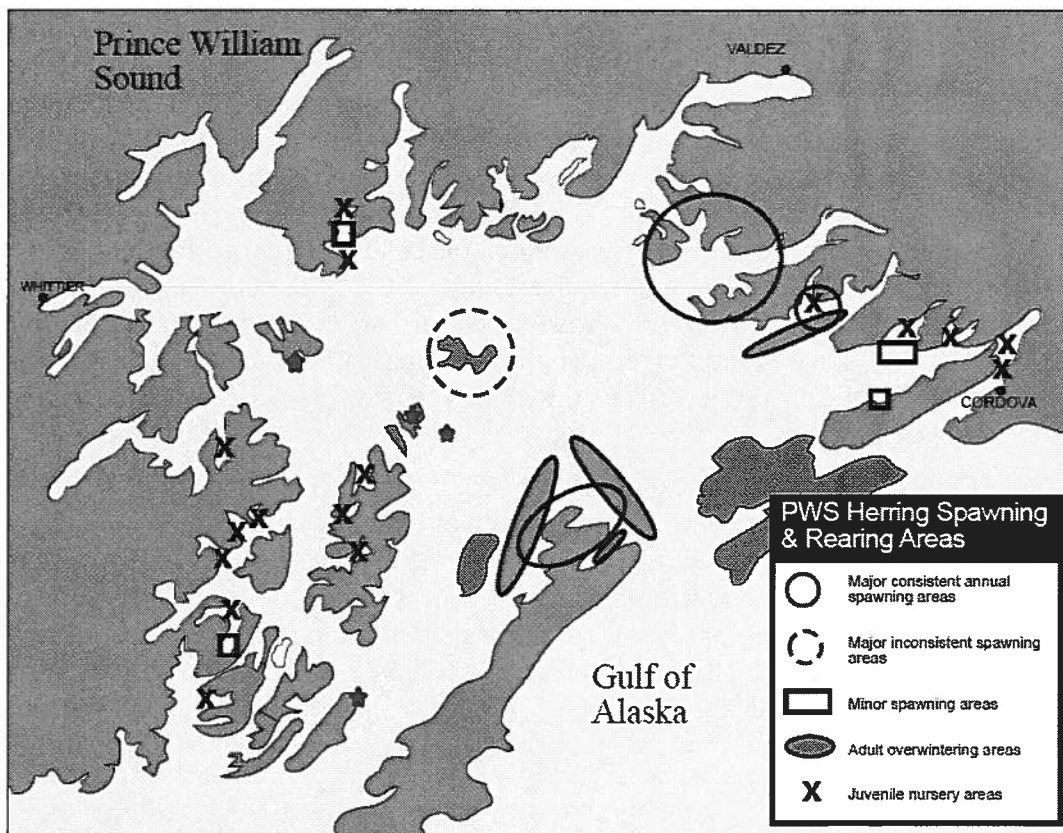 Prince William
Sound
VALDEZ
WHITTIER
CORDOVA
Gulf of
Alaska
PWS Herring Spawning
& Rearing Areas
Major consistent annual
spawning areas
Major inconsistent spawning
areas
Minor spawning areas
Adult overwintering areas
X Juvenile nursery areas